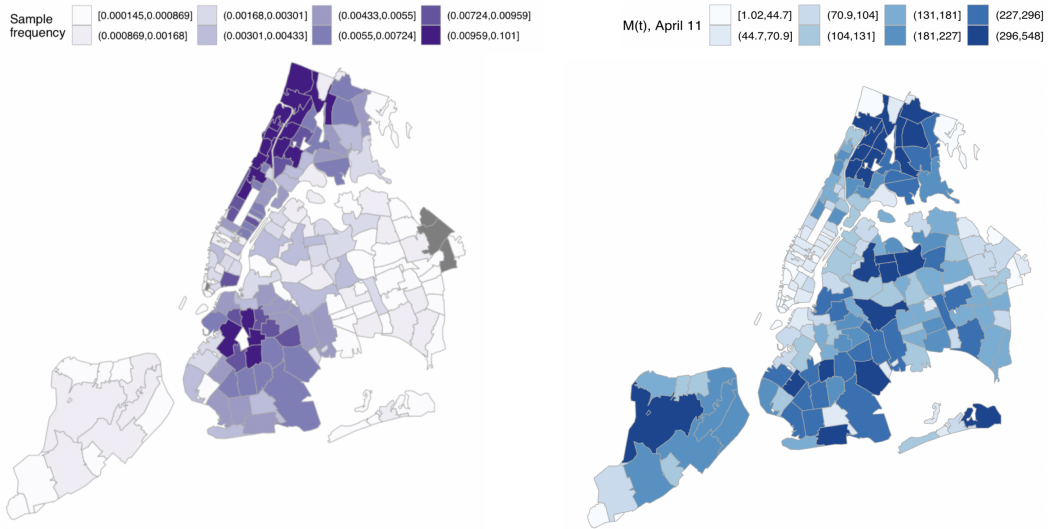 Sample frequency
[0.000145,0.000869] (0.00168,0.00301] (0.00433,0.0055] (0.00724,0.00959]
(0.000869,0.00168] (0.00301,0.00433] (0.0055,0.00724] (0.00959,0.101]
M(t), April 11
[1.02,44.7] (70.9,104] (131,181] (227,296]
(44.7,70.9] (104,131] (181,227] (296,548]